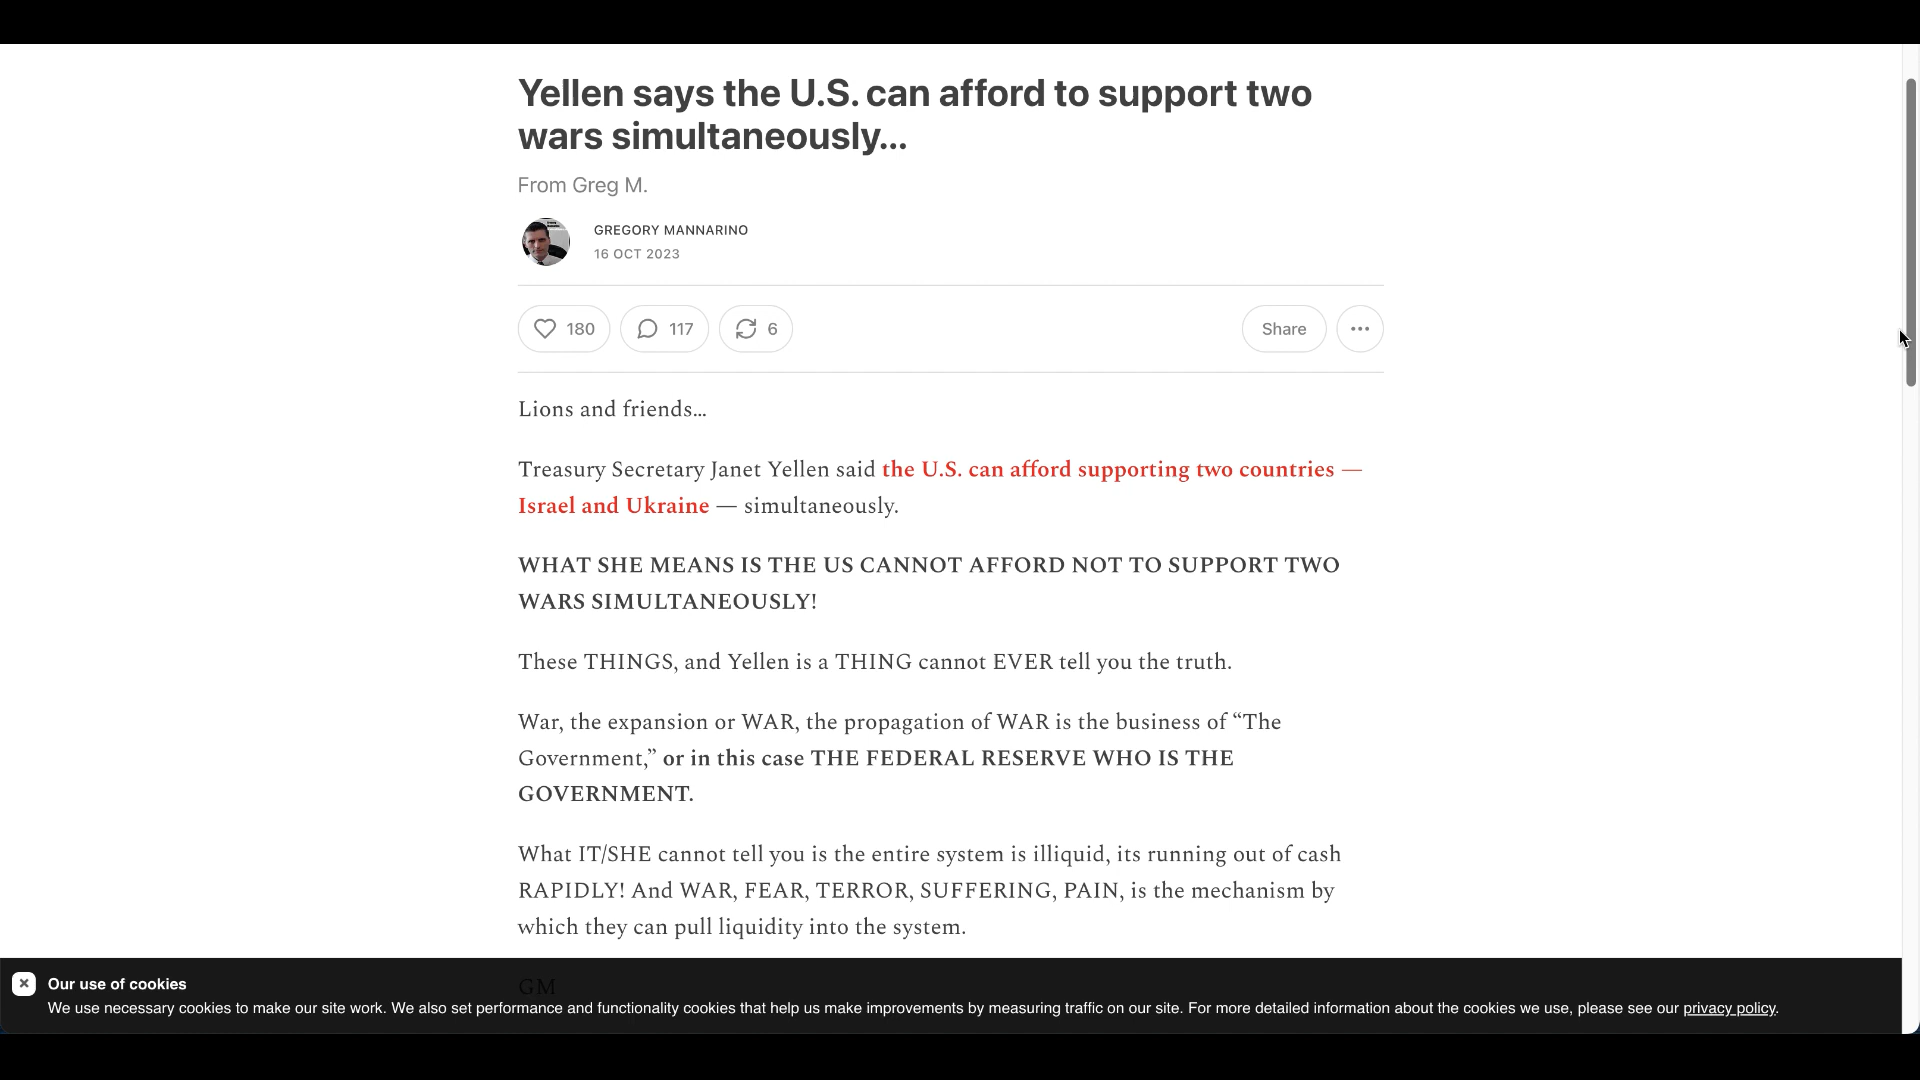 Yellen says the U.S. can afford to support two
wars simultaneously...
From Greg M.
GREGORY MANNARINO
16 OCT 2023
180 117 6 Share
Lions and friends…
Treasury Secretary Janet Yellen said the U.S. can afford supporting two countries —
Israel and Ukraine — simultaneously.
WHAT SHE MEANS IS THE US CANNOT AFFORD NOT TO SUPPORT TWO
WARS SIMULTANEOUSLY!
These THINGS, and Yellen is a THING cannot EVER tell you the truth.
War, the expansion or WAR, the propagation of WAR is the business of “The
Government,” or in this case THE FEDERAL RESERVE WHO IS THE
GOVERNMENT.
What IT/SHE cannot tell you is the entire system is illiquid, its running out of cash
RAPIDLY! And WAR, FEAR, TERROR, SUFFERING, PAIN, is the mechanism by
which they can pull liquidity into the system.
GM
Our use of cookies
We use necessary cookies to make our site work. We also set performance and functionality cookies that help us make improvements by measuring traffic on our site. For more detailed information about the cookies we use, please see our privacy policy.